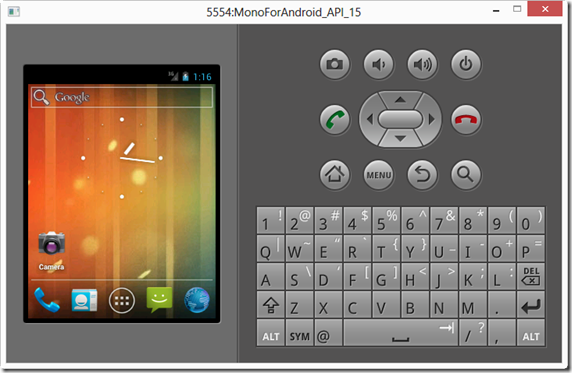 5554:MonoForAndroid_API_15
3G 1:16
Google
Camera
MENU
1 ! 2 @ 3 # 4 $ 5 % 6 ^ 7 & 8 * 9 ( 0 )
Q | W ~ E “ R ` T { Y } U _ I - O + P =
A S \ D ' F [ G ] H < J > K ; L : DEL
Z X C V B N M .
ALT SYM @ / ? , ALT